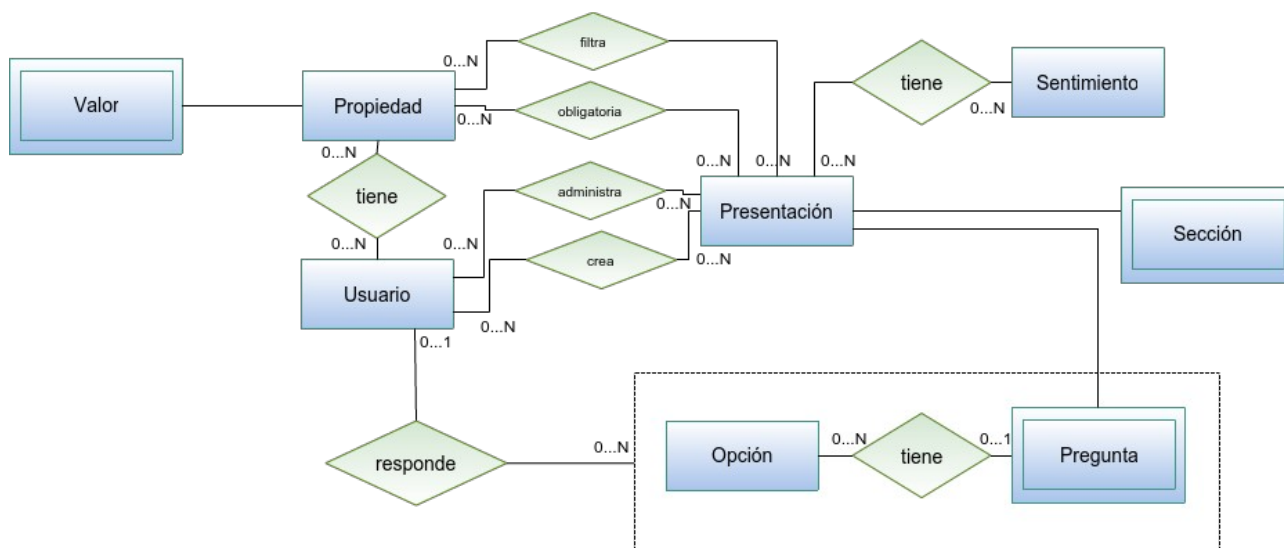 filtra
0...N
tiene
Sentimiento
Valor
Propiedad
0...N
obligatoria
0...N
0...N
0...N
0...N
0...N
tiene
administra
0...N
Presentación
Sección
0...N
0...N
crea
0...N
Usuario
0...N
0...1
responde
0...N
Opción
0...N
tiene
0...1
Pregunta